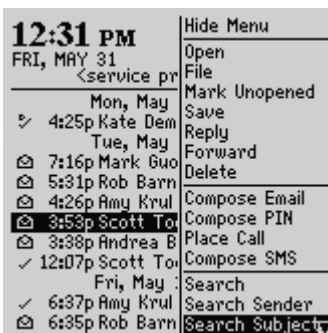 12:31 PM
FRI, MAY 31
<service pr
Mon, May
4:25p Kate Dem
Tue, May
7:16p Mark Guo
5:31p Rob Barn
4:26p Amy Krul
3:53p Scott To
3:38p Andrea B
12:07p Scott To
Fri, May
6:37p Amy Krul
6:35p Rob Barn
Hide Menu
Open
File
Mark Unopened
Save
Reply
Forward
Delete
Compose Email
Compose PIN
Place Call
Compose SMS
Search
Search Sender
Search Subject